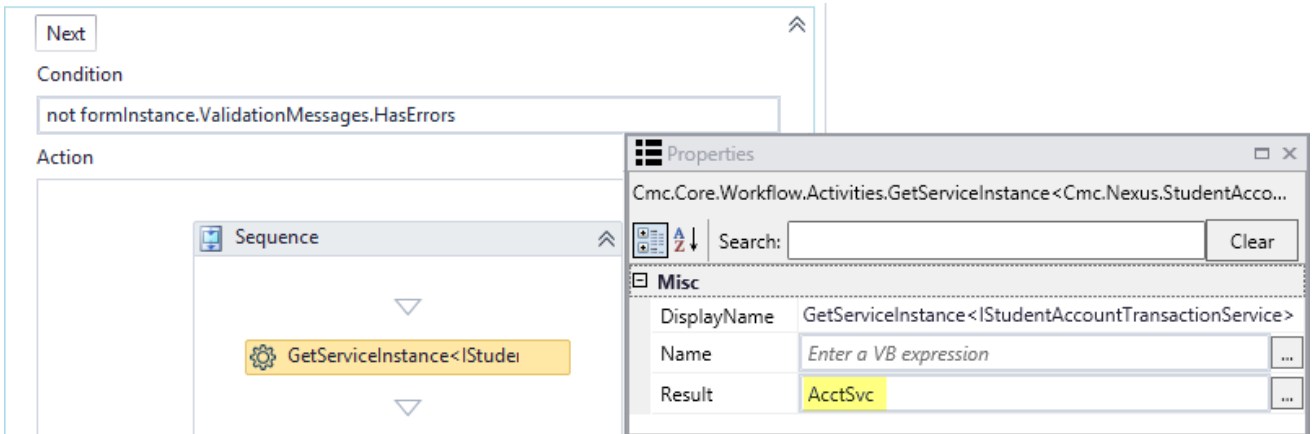 Next
Condition
not formInstance.ValidationMessages.HasErrors
Action
Sequence
GetServiceInstance<IStude
Properties
Cmc.Core.Workflow.Activities.GetServiceInstance<Cmc.Nexus.StudentAcco...
A
Z
Search:
Clear
Misc
DisplayName GetServiceInstance<IStudentAccountTransactionService>
Name Enter a VB expression ...
Result AcctSvc ...